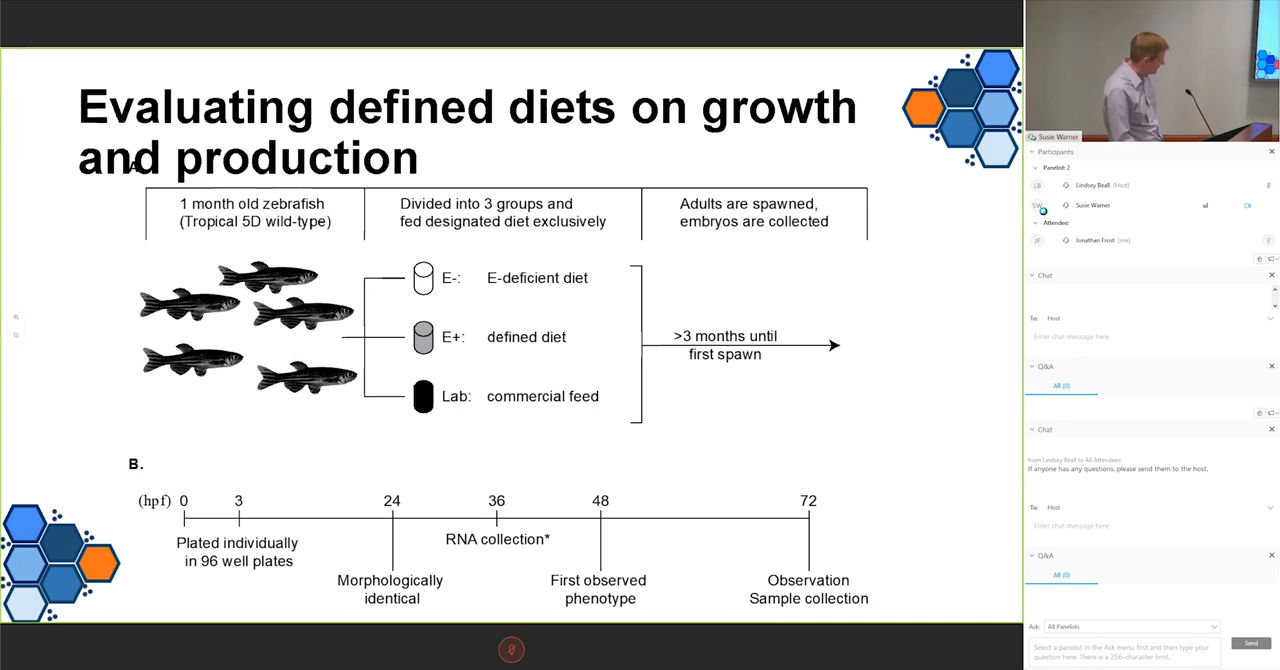 Evaluating defined diets on growth
and production
A.
1 month old zebrafish
(Tropical 5D wild-type)
Divided into 3 groups and
fed designated diet exclusively
Adults are spawned,
embryos are collected
E-: E-deficient diet
E+: defined diet
Lab: commercial feed
>3 months until
first spawn
B.
(hpf) 0 3 24 36 48 72
Plated individually
in 96 well plates
RNA collection*
Morphologically
identical
First observed
phenotype
Observation
Sample collection
Susie Warner
Participants
Panelist: 2
LB Lindsey Beall (Host)
SW Susie Warner
Attendee:
JF Jonathan Frost (me)
Chat
To: Host
Enter chat message here
Q&A
All (0)
Chat
from Lindsey Beall to All Attendees:
If anyone has any questions, please send them to the host.
To: Host
Enter chat message here
Q&A
All (0)
Ask: All Panelists
Select a panelist in the Ask menu first and then type your
question here. There is a 256-character limit.
Send